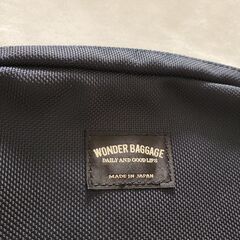 WONDER BAGGAGE
DAILY AND GOOD LIFE
MADE IN JAPAN